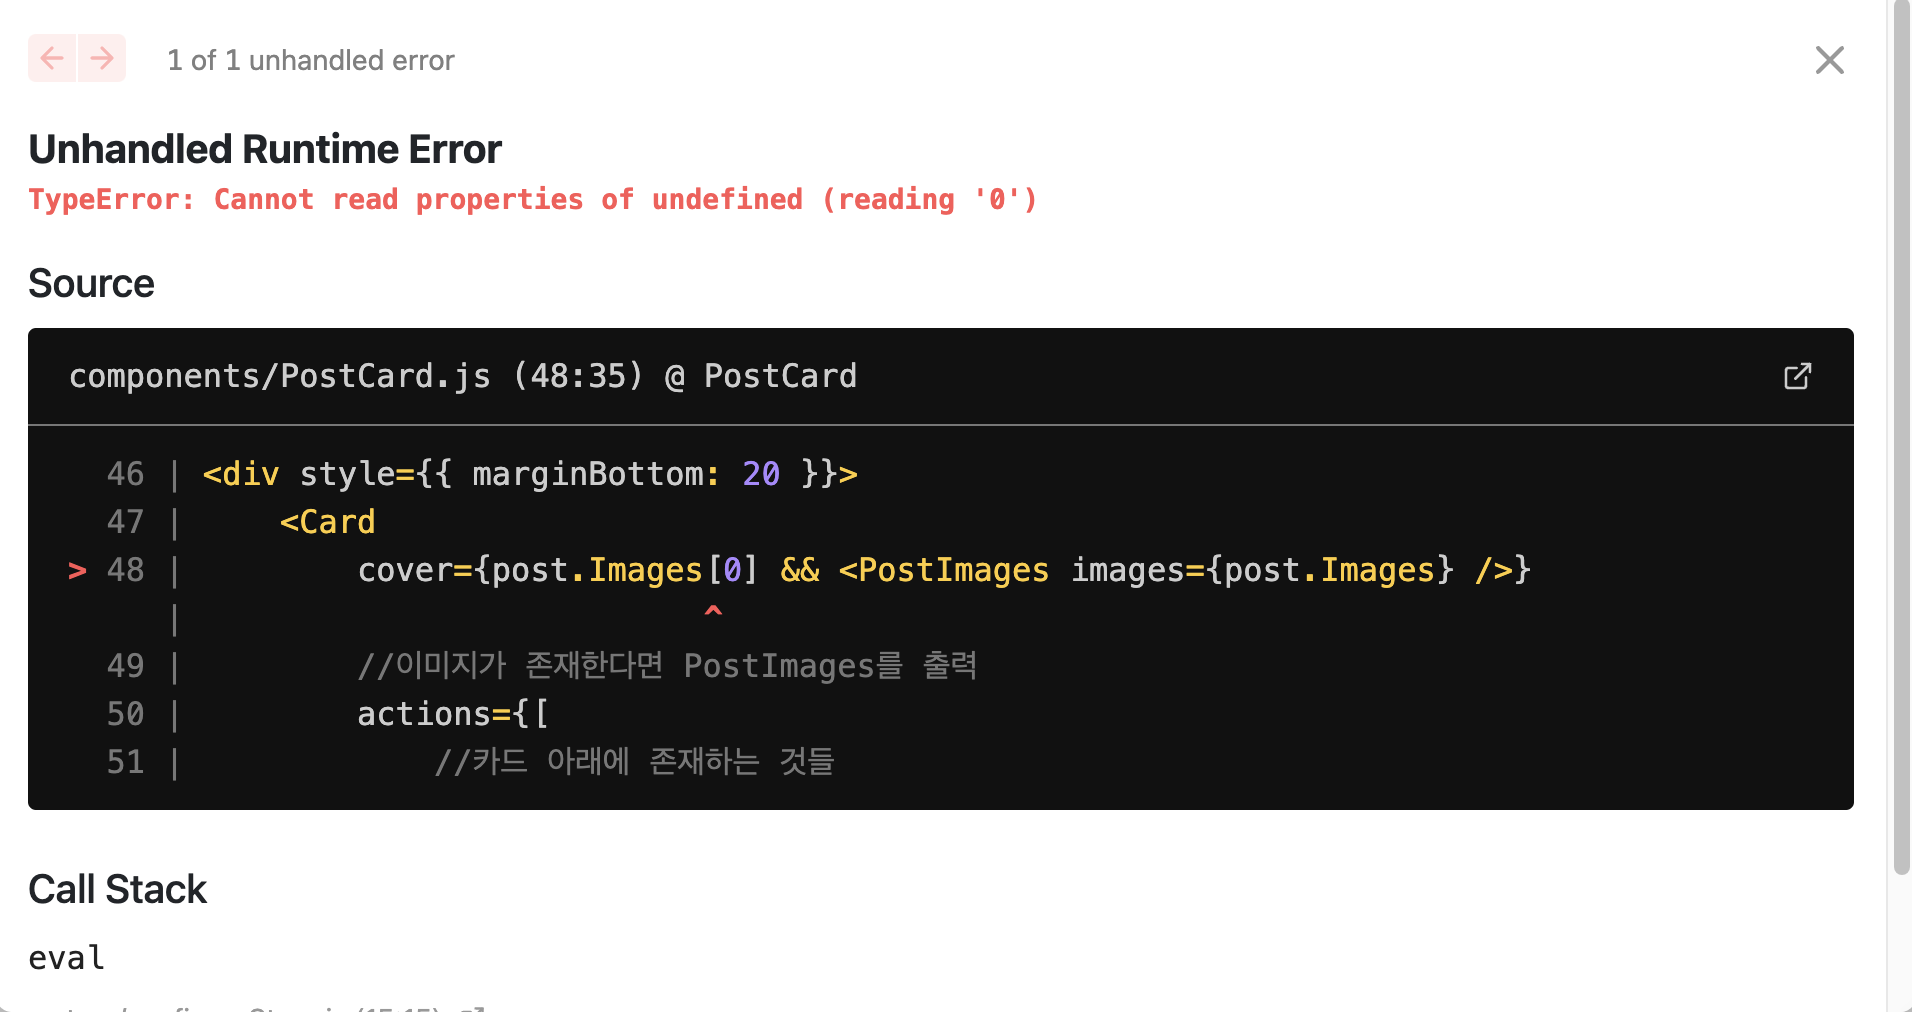 1 of 1 unhandled error
Unhandled Runtime Error
TypeError: Cannot read properties of undefined (reading '0')
Source
components/PostCard.js (48:35) @ PostCard
46 | <div style={{ marginBottom: 20 }}>
47 |     <Card
> 48 |         cover={post.Images[0] && <PostImages images={post.Images} />}
|                           ^
49 |         //이미지가 존재한다면 PostImages를 출력
50 |         actions={[
51 |             //카드 아래에 존재하는 것들
Call Stack
eval